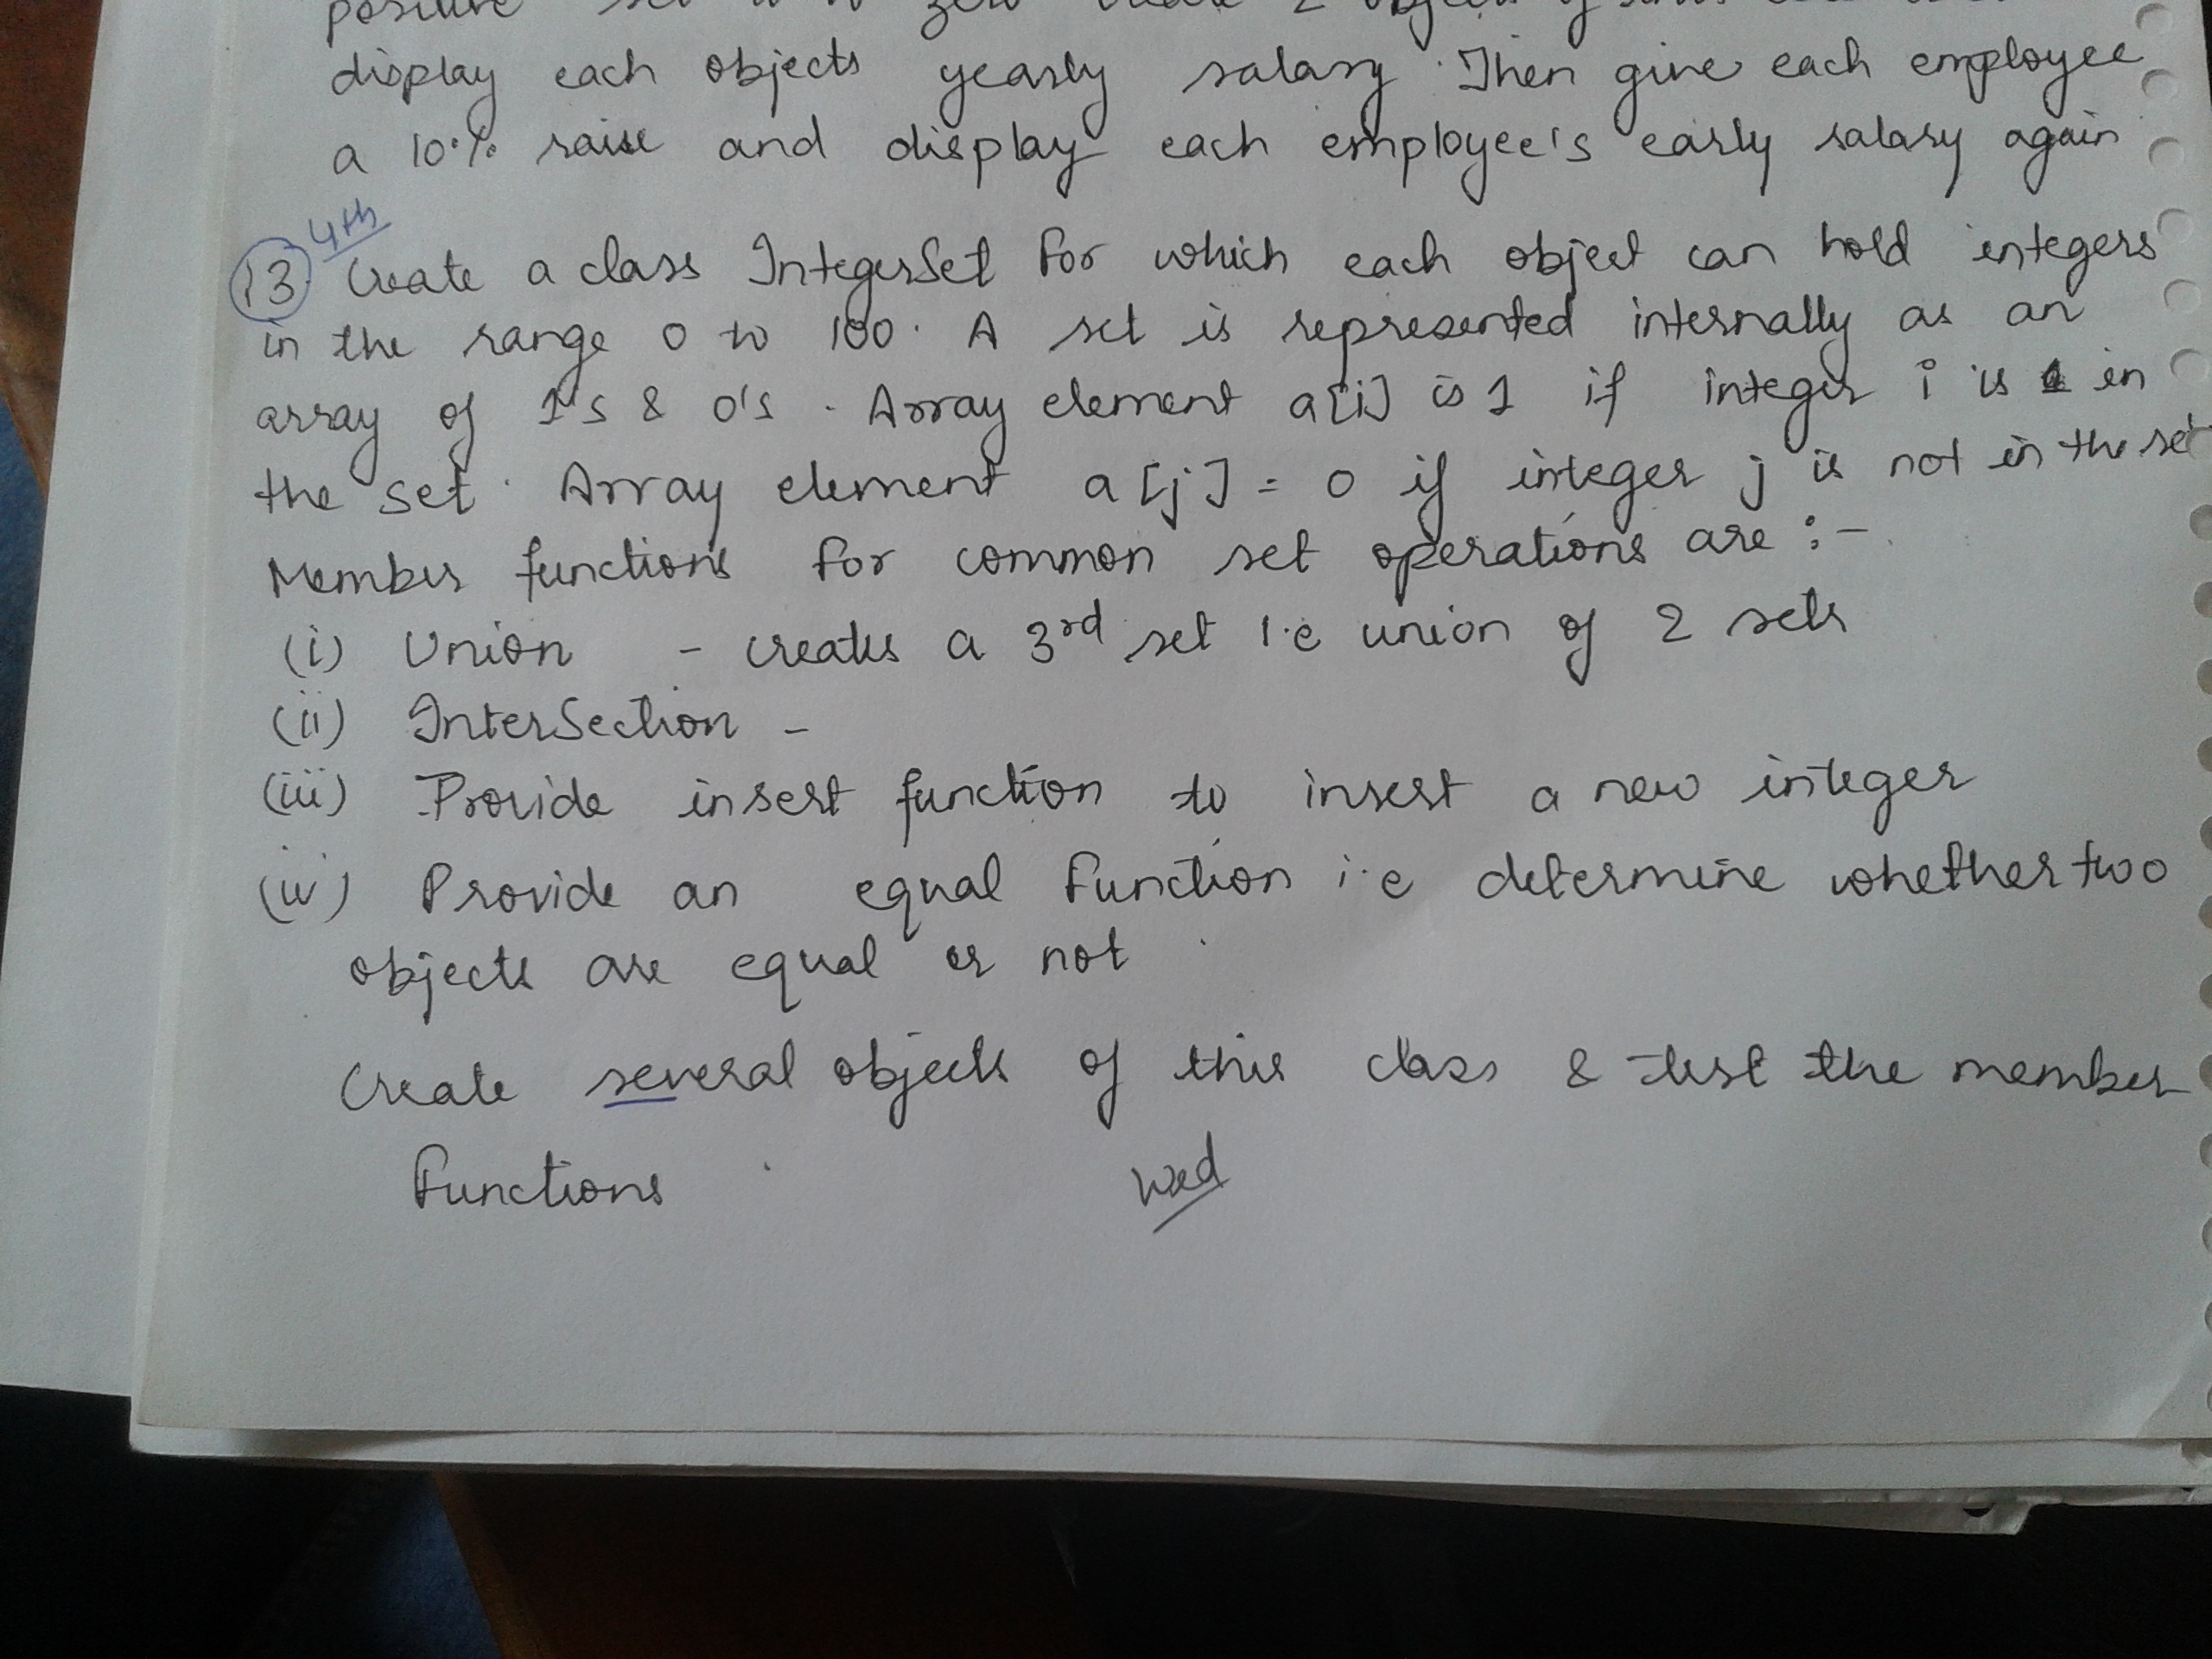 display each objects yearly salary. Then give each employee
a 10% raise and display each employee's early salary again
4th
13 Create a class IntegerSet for which each object can hold integers
in the range 0 to 100. A set is represented internally as an
array of 1's & 0's. Array element a[i] is 1 if integer i is in
the set. Array element a[j] = 0 if integer j is not in the set
Member functions for common set operations are :-
(i) Union - creates a 3rd set i.e union of 2 sets
(ii) InterSection -
(iii) Provide insert function to insert a new integer
(iv) Provide an equal function i.e determine whether two
objects are equal or not.
Create several objects of this class & test the member
functions.
Wed